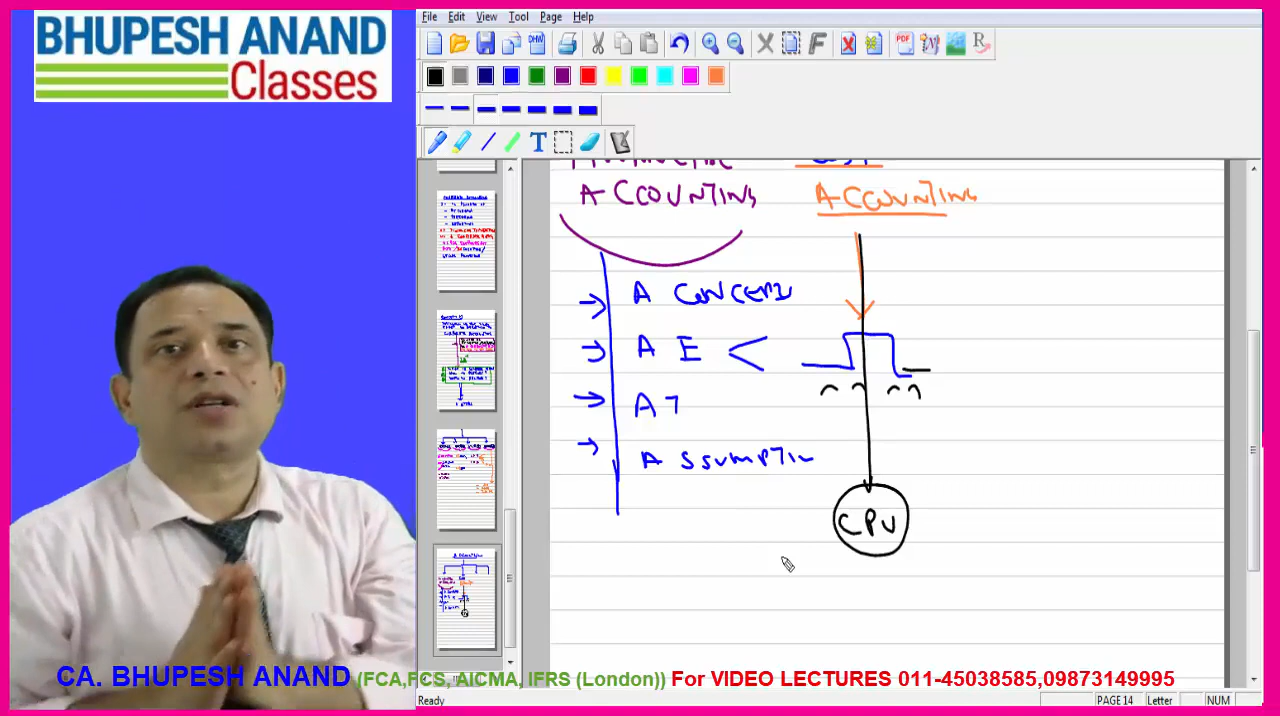 BHUPESH ANAND
Classes
File Edit View Tool Page Help
ACCOUNTING
ACCOUNTING
A CONCEPT
A E <
A
A SSUMPTIO
CPU
CA. BHUPESH ANAND (FCA,FCS, AICMA, IFRS (London)) For VIDEO LECTURES 011-45038585,09873149995
Ready PAGE 14 Letter NUM